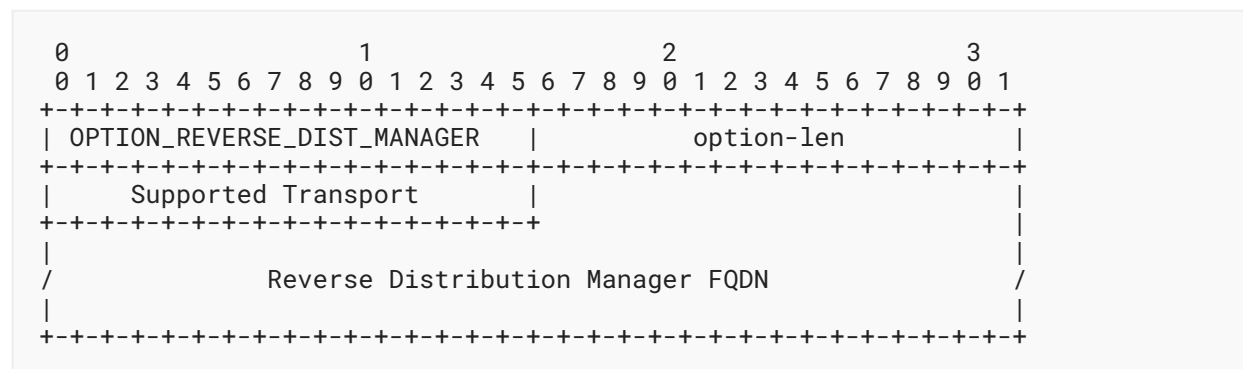 0                   1                   2                   3
 0 1 2 3 4 5 6 7 8 9 0 1 2 3 4 5 6 7 8 9 0 1 2 3 4 5 6 7 8 9 0 1
+-+-+-+-+-+-+-+-+-+-+-+-+-+-+-+-+-+-+-+-+-+-+-+-+-+-+-+-+-+-+-+-+
| OPTION_REVERSE_DIST_MANAGER   |          option-len           |
+-+-+-+-+-+-+-+-+-+-+-+-+-+-+-+-+-+-+-+-+-+-+-+-+-+-+-+-+-+-+-+-+
|     Supported Transport       |                               |
+-+-+-+-+-+-+-+-+-+-+-+-+-+-+-+-+                               |
|                                                               |
/              Reverse Distribution Manager FQDN                /
|                                                               |
+-+-+-+-+-+-+-+-+-+-+-+-+-+-+-+-+-+-+-+-+-+-+-+-+-+-+-+-+-+-+-+-+